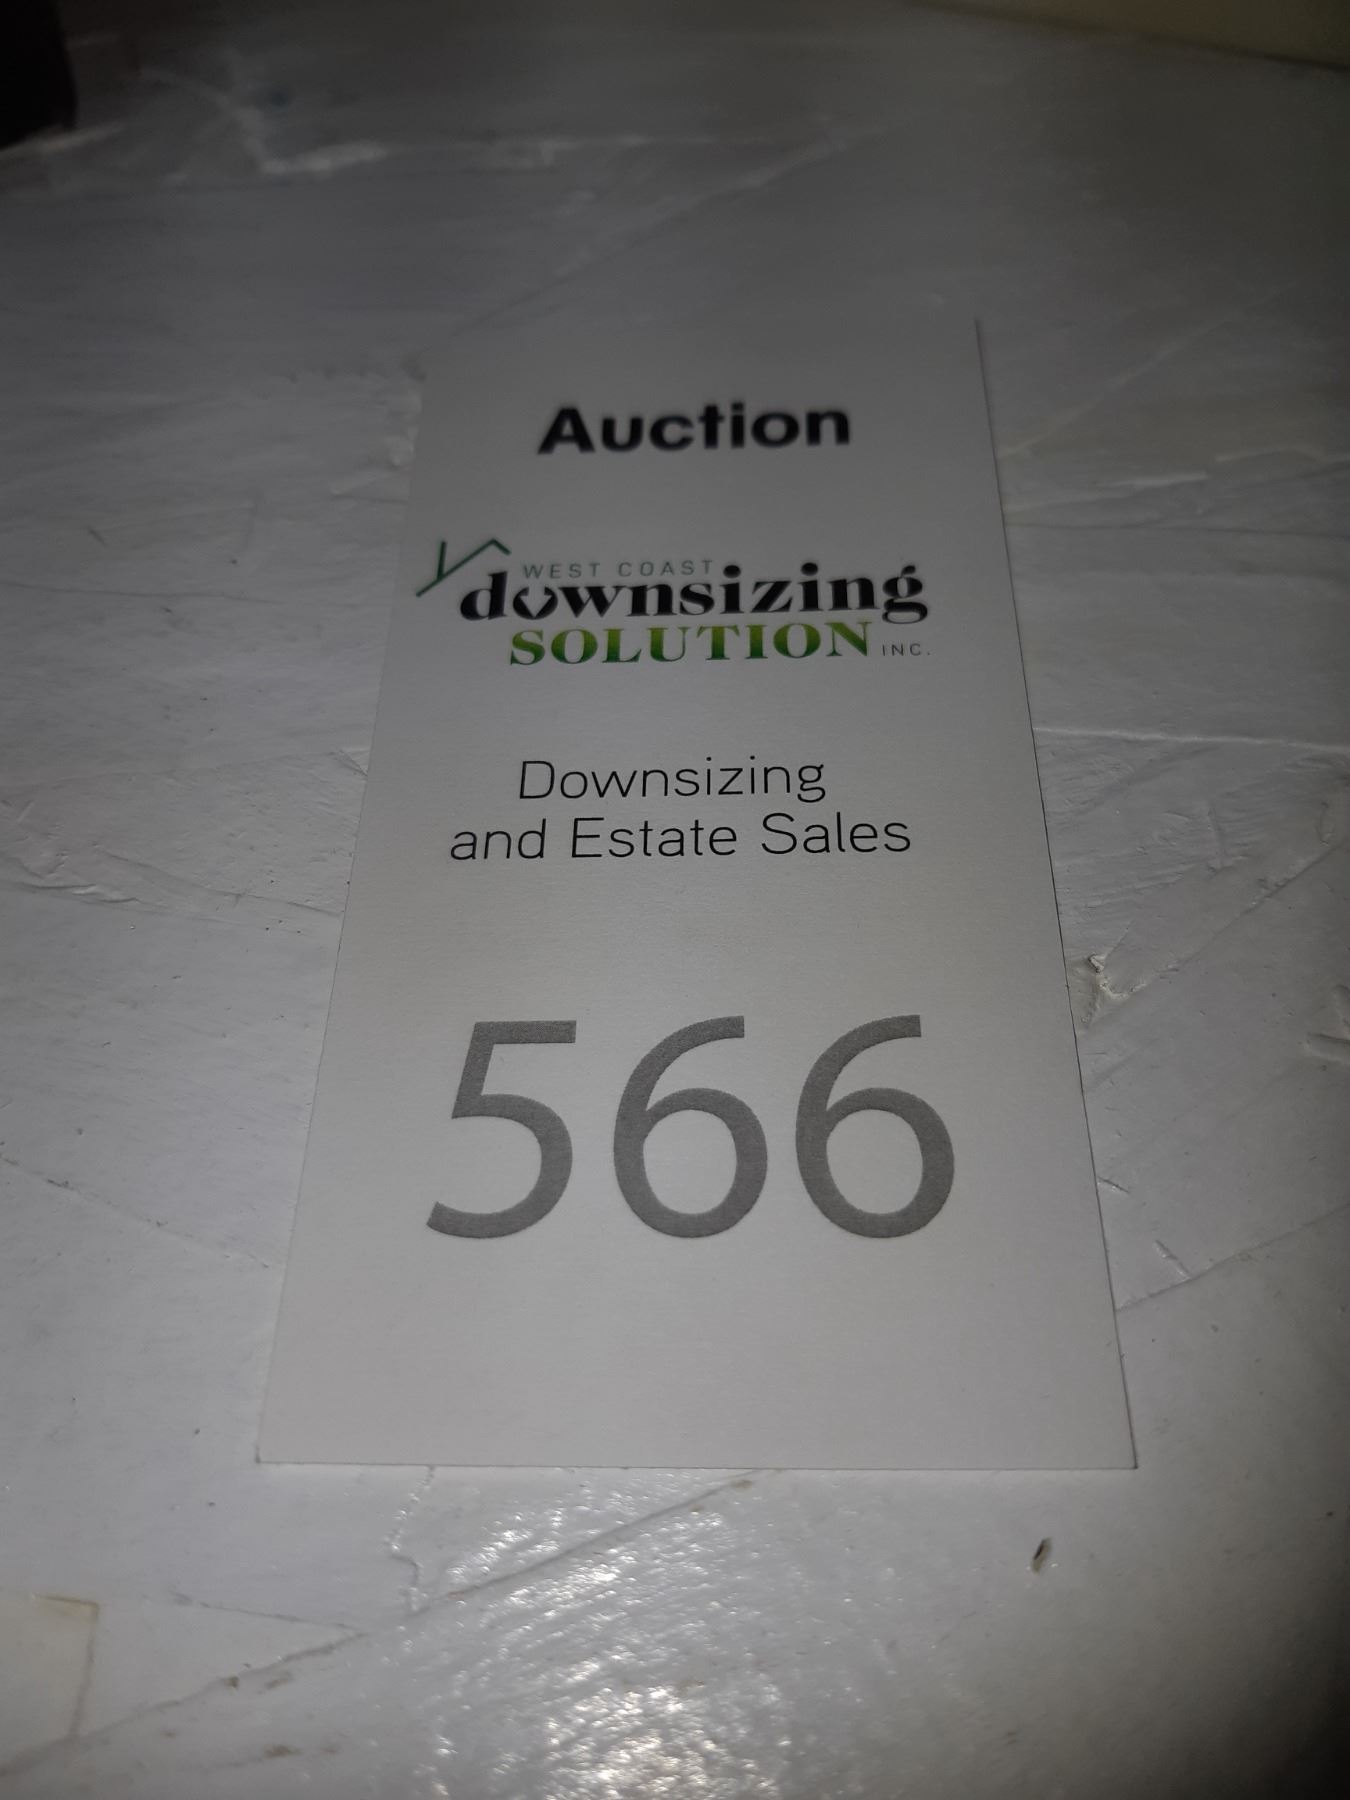 Auction
WEST COAST
downsizing
SOLUTION INC.
Downsizing
and Estate Sales
566